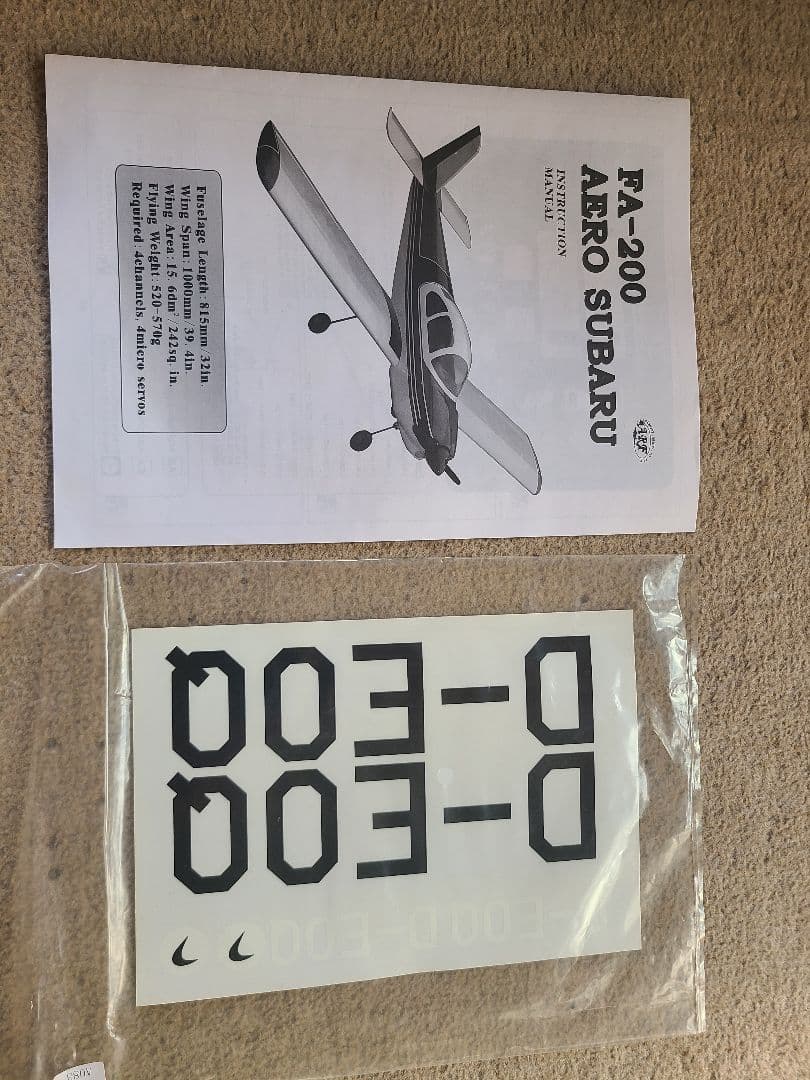 FA-200
AERO SUBARU
ARF
INSTRUCTION
MANUAL
Fuselage Length: 815mm/32in.
Wing Span: 1000mm/39.4in.
Wing Area: 15.6dm²/242sq. in.
Flying Weight: 520-570g
Required: 4channels, 4micro servos
D-EOQ
D-EOQ